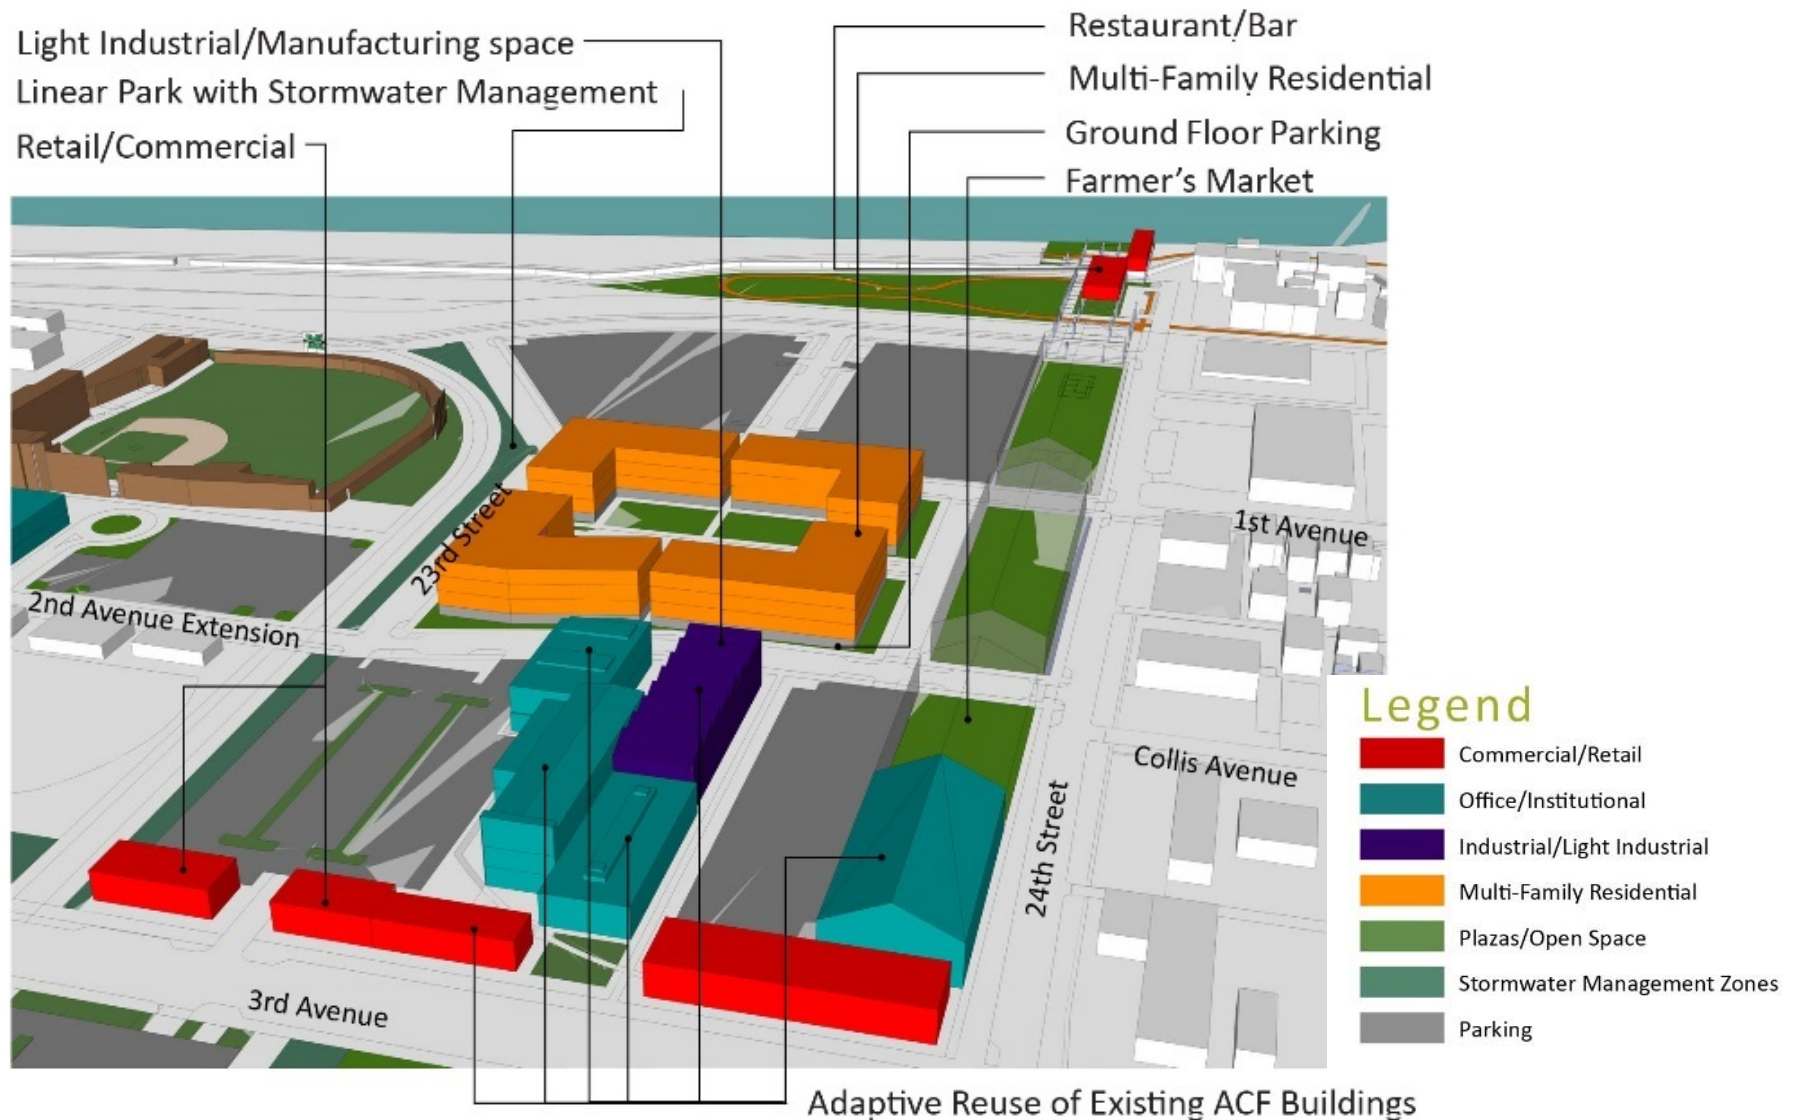 Light Industrial/Manufacturing space
Linear Park with Stormwater Management
Retail/Commercial
Restaurant/Bar
Multi-Family Residential
Ground Floor Parking
Farmer's Market
23rd Street
1st Avenue
2nd Avenue Extension
Collis Avenue
24th Street
3rd Avenue
Legend
Commercial/Retail
Office/Institutional
Industrial/Light Industrial
Multi-Family Residential
Plazas/Open Space
Stormwater Management Zones
Parking
Adaptive Reuse of Existing ACF Buildings